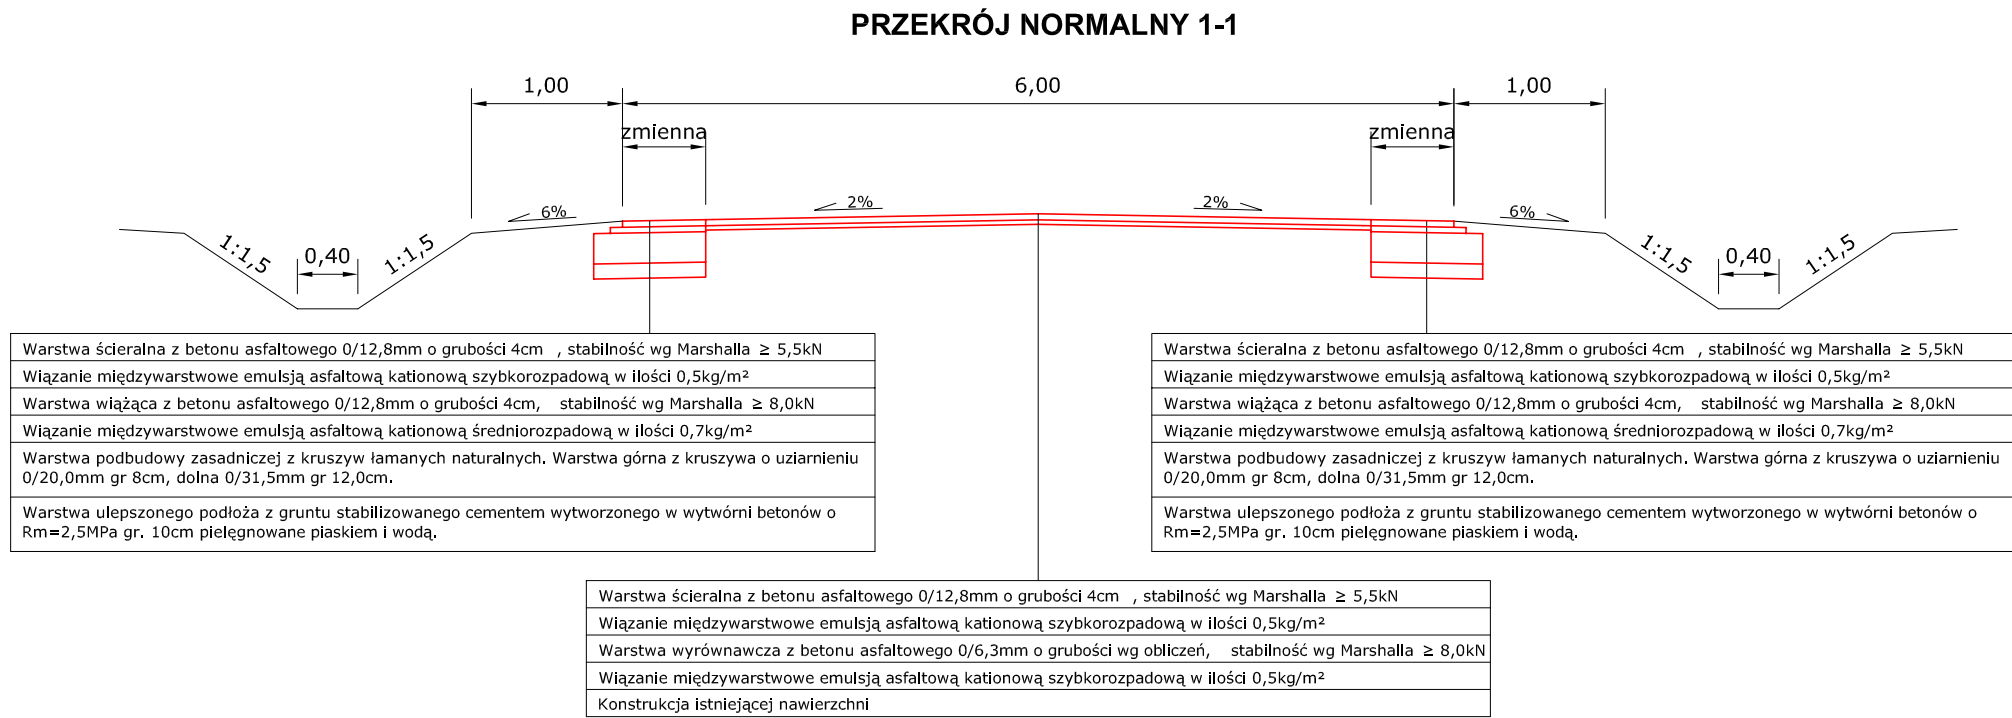 PRZEKRÓJ NORMALNY 1-1
1,00
6,00
1,00
zmienna
zmienna
6%
2%
2%
6%
1:1,5
0,40
1:1,5
1:1,5
0,40
1:1,5
Warstwa ścieralna z betonu asfaltowego 0/12,8mm o grubości 4cm , stabilność wg Marshalla ≥ 5,5kN
Wiązanie międzywarstwowe emulsją asfaltową kationową szybkorozpadową w ilości 0,5kg/m²
Warstwa wiążąca z betonu asfaltowego 0/12,8mm o grubości 4cm, stabilność wg Marshalla ≥ 8,0kN
Wiązanie międzywarstwowe emulsją asfaltową kationową średniorozpadową w ilości 0,7kg/m²
Warstwa podbudowy zasadniczej z kruszyw łamanych naturalnych. Warstwa górna z kruszywa o uziarnieniu
0/20,0mm gr 8cm, dolna 0/31,5mm gr 12,0cm.
Warstwa ulepszonego podłoża z gruntu stabilizowanego cementem wytworzonego w wytwórni betonów o
Rm=2,5MPa gr. 10cm pielęgnowane piaskiem i wodą.
Warstwa ścieralna z betonu asfaltowego 0/12,8mm o grubości 4cm , stabilność wg Marshalla ≥ 5,5kN
Wiązanie międzywarstwowe emulsją asfaltową kationową szybkorozpadową w ilości 0,5kg/m²
Warstwa wiążąca z betonu asfaltowego 0/12,8mm o grubości 4cm, stabilność wg Marshalla ≥ 8,0kN
Wiązanie międzywarstwowe emulsją asfaltową kationową średniorozpadową w ilości 0,7kg/m²
Warstwa podbudowy zasadniczej z kruszyw łamanych naturalnych. Warstwa górna z kruszywa o uziarnieniu
0/20,0mm gr 8cm, dolna 0/31,5mm gr 12,0cm.
Warstwa ulepszonego podłoża z gruntu stabilizowanego cementem wytworzonego w wytwórni betonów o
Rm=2,5MPa gr. 10cm pielęgnowane piaskiem i wodą.
Warstwa ścieralna z betonu asfaltowego 0/12,8mm o grubości 4cm , stabilność wg Marshalla ≥ 5,5kN
Wiązanie międzywarstwowe emulsją asfaltową kationową szybkorozpadową w ilości 0,5kg/m²
Warstwa wyrównawcza z betonu asfaltowego 0/6,3mm o grubości wg obliczeń, stabilność wg Marshalla ≥ 8,0kN
Wiązanie międzywarstwowe emulsją asfaltową kationową szybkorozpadową w ilości 0,5kg/m²
Konstrukcja istniejącej nawierzchni